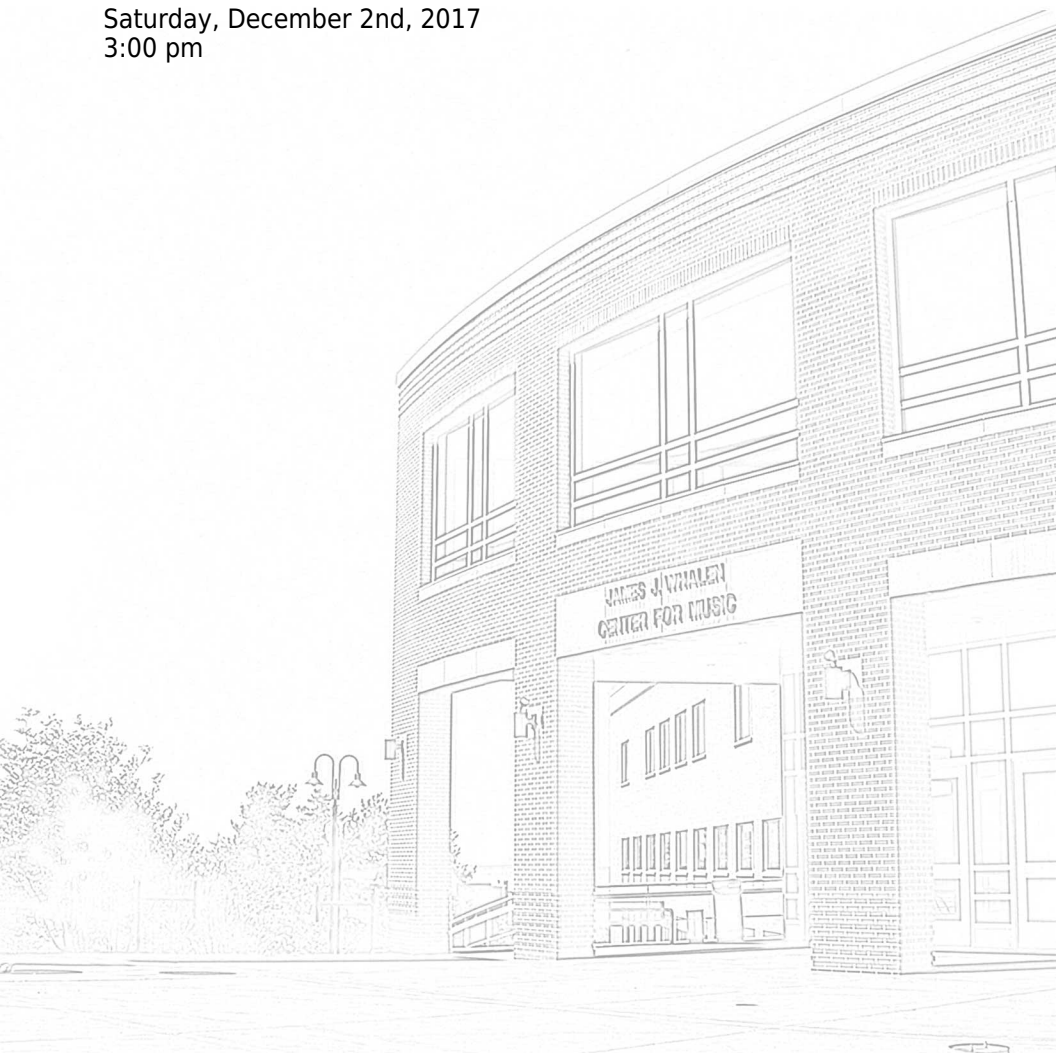 Saturday, December 2nd, 2017
3:00 pm
JAMES J. WHALEN
CENTER FOR MUSIC